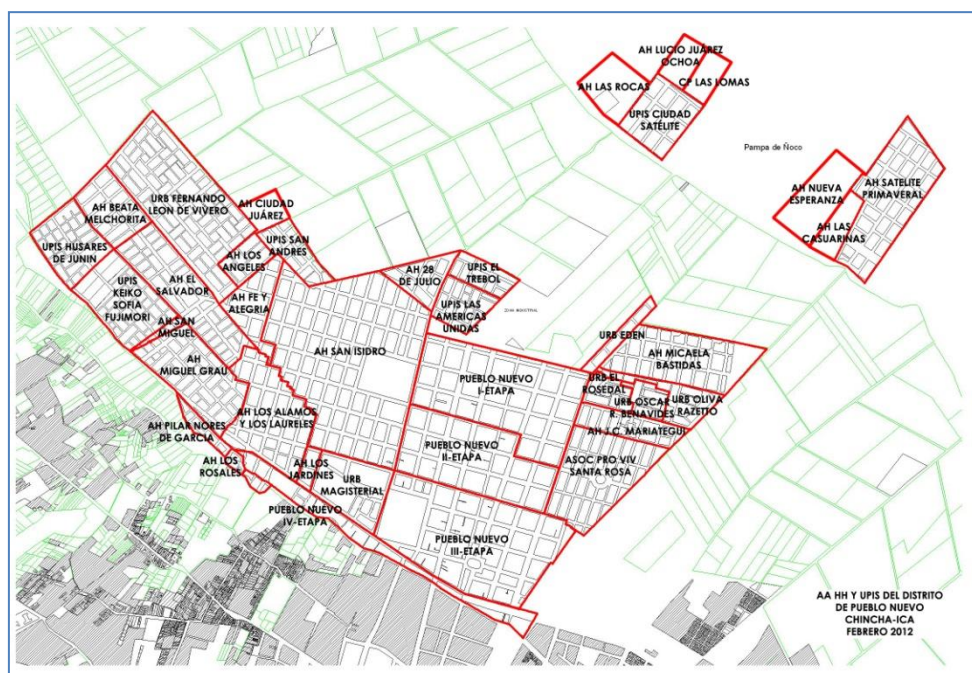 AH LUCIO JUÁREZ
OCHOA
CP LAS LOMAS
AH LAS ROCAS
UPIS CIUDAD
SATÉLITE
Pampa de Ñoco
AH NUEVA
ESPERANZA
AH SATELITE
PRIMAVERAL
AH LAS
CASUARINAS
URB FERNANDO
LEON DE VIVERO
AH BEATA
MELCHORITA
AH CIUDAD
JUÁREZ
UPIS HUSARES
DE JUNIN
UPIS SAN
ANDRES
AH LOS
ANGELES
UPIS
KEIKO
SOFIA
FUJIMORI
AH EL
SALVADOR
AH FE Y
ALEGRIA
AH 28
DE JULIO
UPIS EL
TREBOL
UPIS LAS
AMERICAS
UNIDAS
ZONA INDUSTRIAL
AH SAN
MIGUEL
AH
MIGUEL GRAU
AH SAN ISIDRO
URB EDEN
AH MICAELA
BASTIDAS
PUEBLO NUEVO
I-ETAPA
URB EL
ROSEDAL
URB OSCAR
R. BENAVIDES
URB OLIVA
RAZETTO
AH J.C. MARIATEGUI
AH LOS ALAMOS
Y LOS LAURELES
AH PILAR NORES
DE GARCIA
PUEBLO NUEVO
II-ETAPA
ASOC PRO VIV
SANTA ROSA
AH LOS
ROSALES
AH LOS
JARDINES
URB
MAGISTERIAL
PUEBLO NUEVO
IV-ETAPA
PUEBLO NUEVO
III-ETAPA
AA HH Y UPIS DEL DISTRITO
DE PUEBLO NUEVO
CHINCHA-ICA
FEBRERO 2012